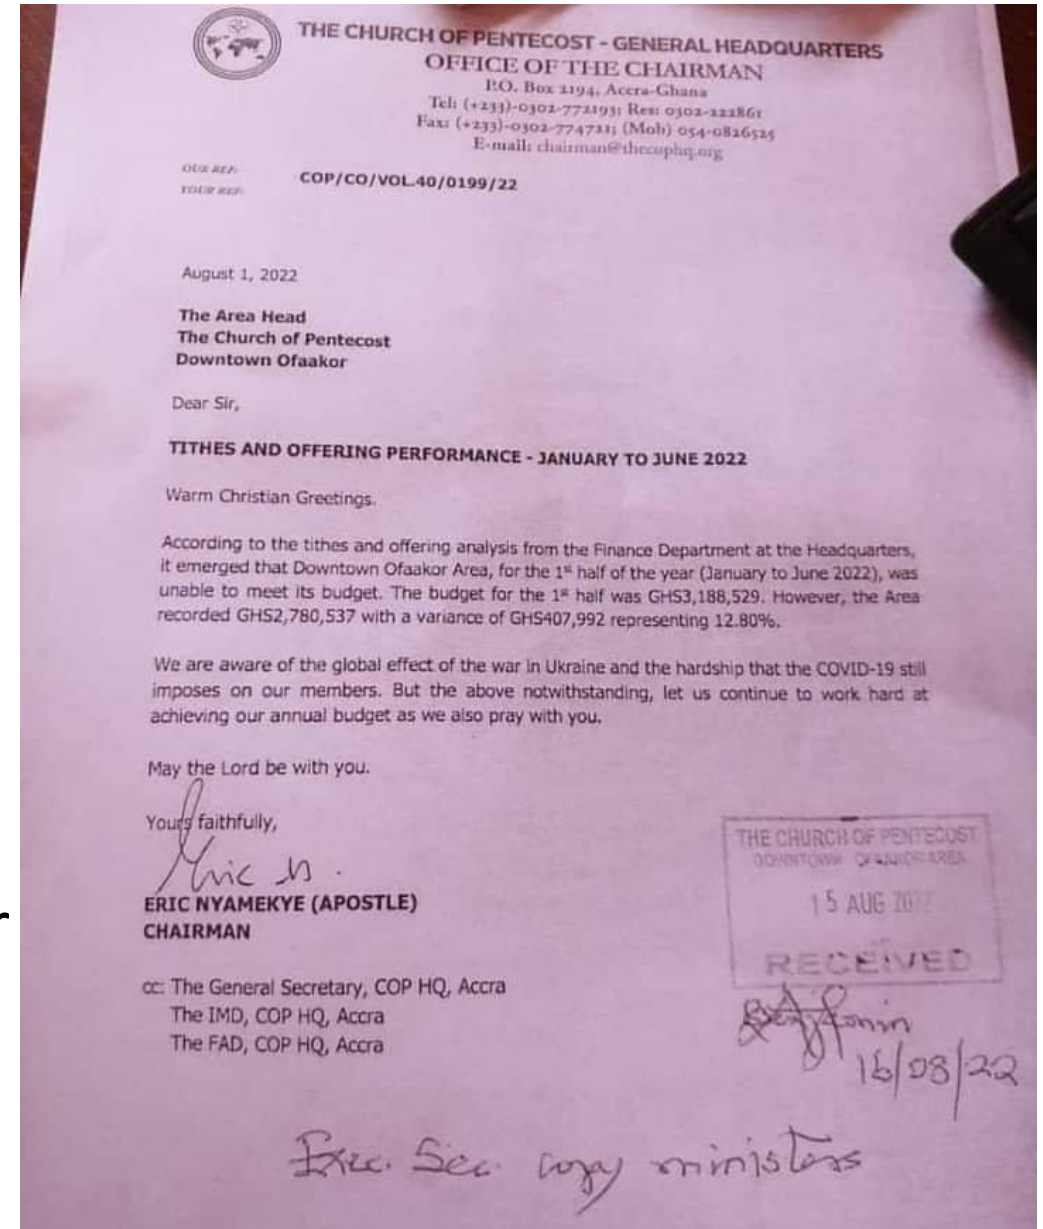 THE CHURCH OF PENTECOST - GENERAL HEADQUARTERS
OFFICE OF THE CHAIRMAN
P.O. Box 2194, Accra-Ghana
Tel: (+233)-0302-772193; Res: 0302-222861
Fax: (+233)-0302-774721; (Mob) 054-0826525
E-mail: chairman@thecophq.org
OUR REF: COP/CO/VOL.40/0199/22
YOUR REF:
August 1, 2022
The Area Head
The Church of Pentecost
Downtown Ofaakor
Dear Sir,
TITHES AND OFFERING PERFORMANCE - JANUARY TO JUNE 2022
Warm Christian Greetings.
According to the tithes and offering analysis from the Finance Department at the Headquarters,
it emerged that Downtown Ofaakor Area, for the 1st half of the year (January to June 2022), was
unable to meet its budget. The budget for the 1st half was GHS3,188,529. However, the Area
recorded GHS2,780,537 with a variance of GHS407,992 representing 12.80%.
We are aware of the global effect of the war in Ukraine and the hardship that the COVID-19 still
imposes on our members. But the above notwithstanding, let us continue to work hard at
achieving our annual budget as we also pray with you.
May the Lord be with you.
Yours faithfully,
Eric N.
ERIC NYAMEKYE (APOSTLE)
CHAIRMAN
cc: The General Secretary, COP HQ, Accra
The IMD, COP HQ, Accra
The FAD, COP HQ, Accra
THE CHURCH OF PENTECOST
DOWNTOWN OFAAKOR AREA
15 AUG 2022
RECEIVED
16/08/22
Exec. Sec. copy ministers
r